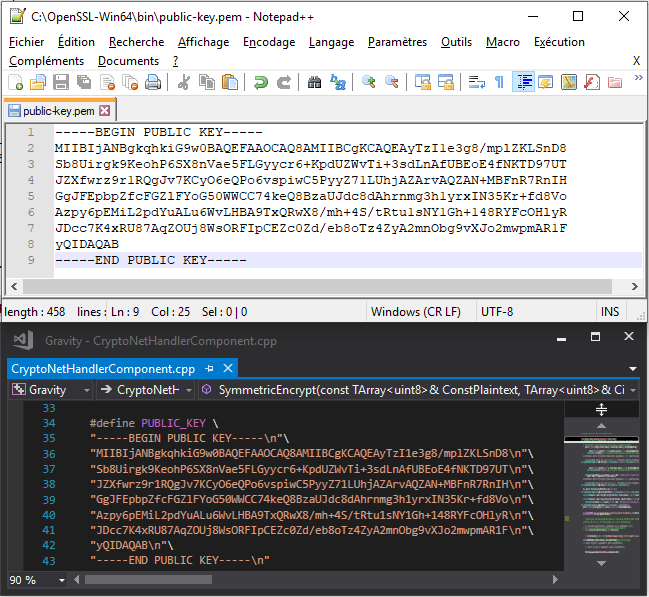 C:\OpenSSL-Win64\bin\public-key.pem - Notepad++
Fichier Édition Recherche Affichage Encodage Langage Paramètres Outils Macro Exécution
Compléments Documents ? X
public-key.pem
1 -----BEGIN PUBLIC KEY-----
2 MIIBIjANBgkqhkiG9w0BAQEFAAOCAQ8AMIIBCgKCAQEAyTzI1e3g8/mp1ZKLSnD8
3 Sb8Uirgk9KeohP6SX8nVae5FLGyycr6+KpdUZWvTi+3sdLnAfUBEoE4fNKTD97UT
4 JZXfwrz9r1RQgJv7KCyO6eQPo6vspiwC5PyyZ71LUhjAZArvAQZAN+MBFnR7RnIH
5 GgJFEpbpZfcFGZlFYoG50WWCC74keQ8BzaUJdc8dAhrnmg3hlyrxIN35Kr+fd8Vo
6 Azpy6pEMiL2pdYuALu6WvLHBA9TxQRwX8/mh+4S/tRtu1sNY1Gh+148RYFcOHlyR
7 JDcc7K4xRU87AqZOUj8WsORFIpCEZc0Zd/eb8oTz4ZyA2mnObg9vXJo2mwpmAR1F
8 yQIDAQAB
9 -----END PUBLIC KEY-----
length : 458 lines : Ln : 9 Col : 25 Sel : 0 | 0 Windows (CR LF) UTF-8 INS
Gravity - CryptoNetHandlerComponent.cpp
CryptoNetHandlerComponent.cpp
Gravity CryptoNetH SymmetricEncrypt(const TArray<uint8>& ConstPlaintext, TArray<uint8>& Ci
33
34 #define PUBLIC_KEY \
35 "-----BEGIN PUBLIC KEY-----\n"\
36 "MIIBIjANBgkqhkiG9w0BAQEFAAOCAQ8AMIIBCgKCAQEAyTzI1e3g8/mp1ZKLSnD8\n"\
37 "Sb8Uirgk9KeohP6SX8nVae5FLGyycr6+KpdUZWvTi+3sdLnAfUBEoE4fNKTD97UT\n"\
38 "JZXfwrz9r1RQgJv7KCyO6eQPo6vspiwC5PyyZ71LUhjAZArvAQZAN+MBFnR7RnIH\n"\
39 "GgJFEpbpZfcFGZlFYoG50WWCC74keQ8BzaUJdc8dAhrnmg3hlyrxIN35Kr+fd8Vo\n"\
40 "Azpy6pEMiL2pdYuALu6WvLHBA9TxQRwX8/mh+4S/tRtu1sNY1Gh+148RYFcOHlyR\n"\
41 "JDcc7K4xRU87AqZOUj8WsORFIpCEZc0Zd/eb8oTz4ZyA2mnObg9vXJo2mwpmAR1F\n"\
42 "yQIDAQAB\n"\
43 "-----END PUBLIC KEY-----\n"
90 %